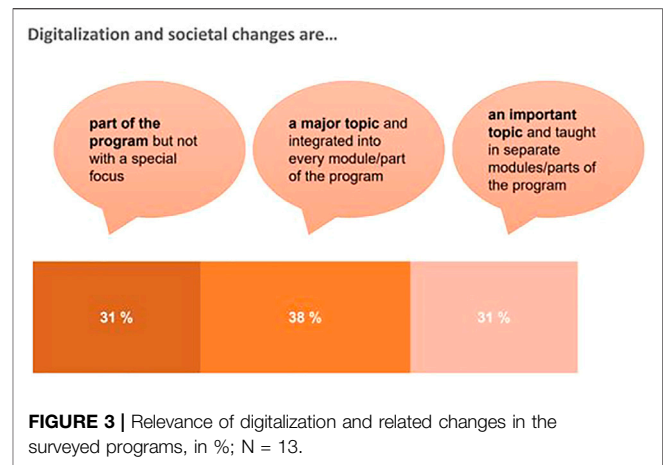 Digitalization and societal changes are...
part of the
program but not
with a special
focus
a major topic and
integrated into
every module/part
of the program
an important
topic and taught
in separate
modules/parts of
the program
31 %
38 %
31 %
FIGURE 3 | Relevance of digitalization and related changes in the
surveyed programs, in %; N = 13.